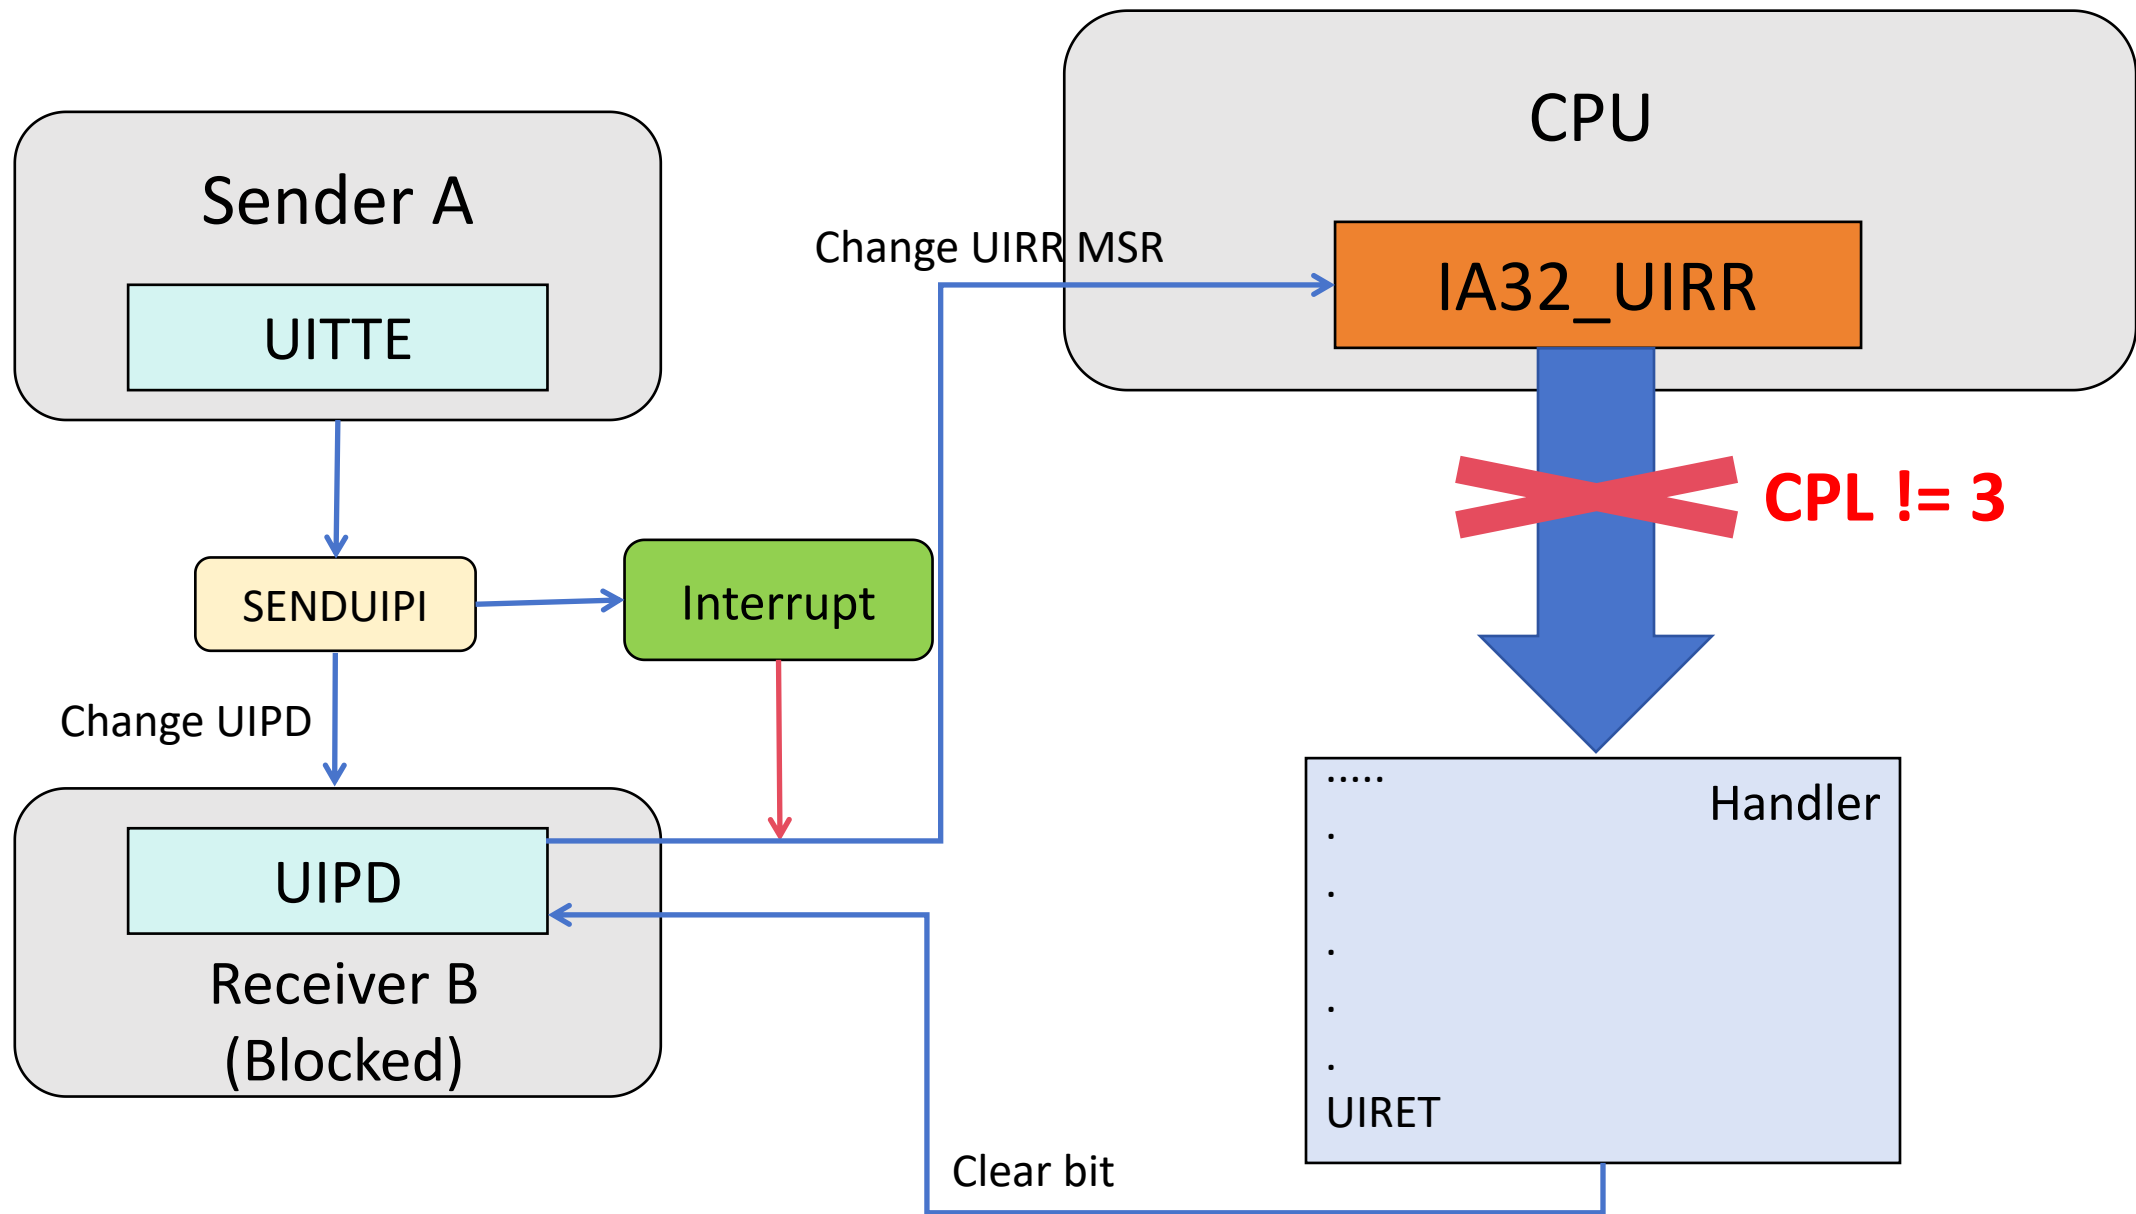 CPU
Sender A
Change UIRR MSR
IA32_UIRR
UITTE
CPL != 3
SENDUIPI
Interrupt
Change UIPD
.....
Handler
.
UIPD
.
.
Receiver B
.
(Blocked)
.
UIRET
Clear bit